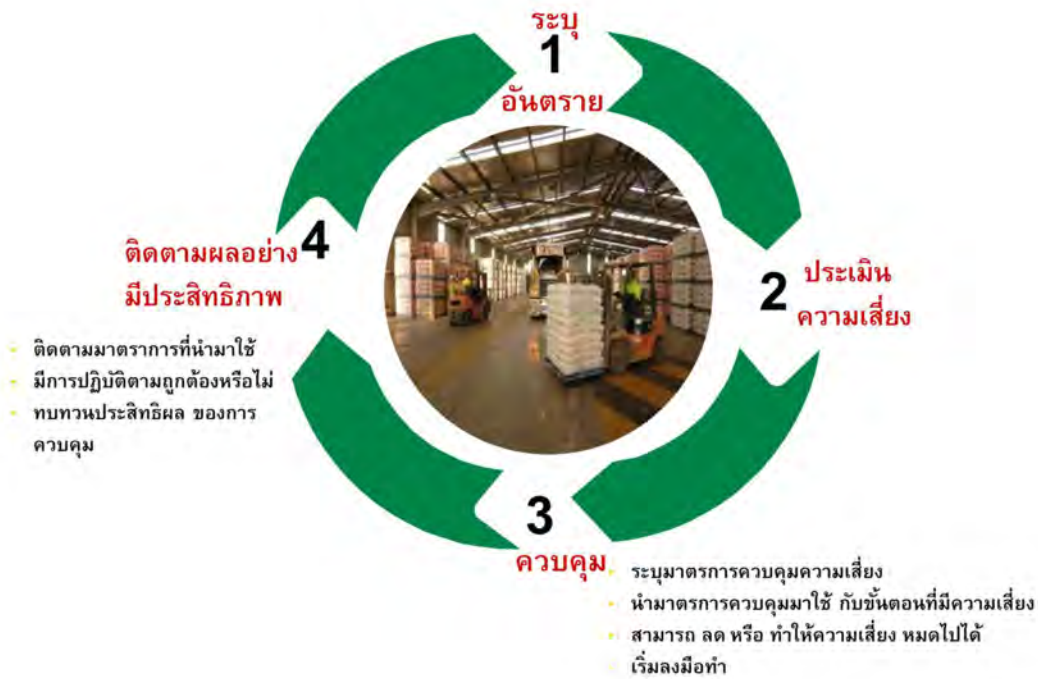 ระบุ
1
อันตราย
2
ประเมิน
ความเสี่ยง
3
ควบคุม
ระบุมาตรการควบคุมความเสี่ยง
นำมาตรการควบคุมมาใช้ กับขั้นตอนที่มีความเสี่ยง
สามารถ ลด หรือ ทำให้ความเสี่ยง หมดไปได้
เริ่มลงมือทำ
4
ติดตามผลอย่าง
มีประสิทธิภาพ
ติดตามมาตราการที่นำมาใช้
มีการปฏิบัติตามถูกต้องหรือไม่
ทบทวนประสิทธิผล ของการ
ควบคุม